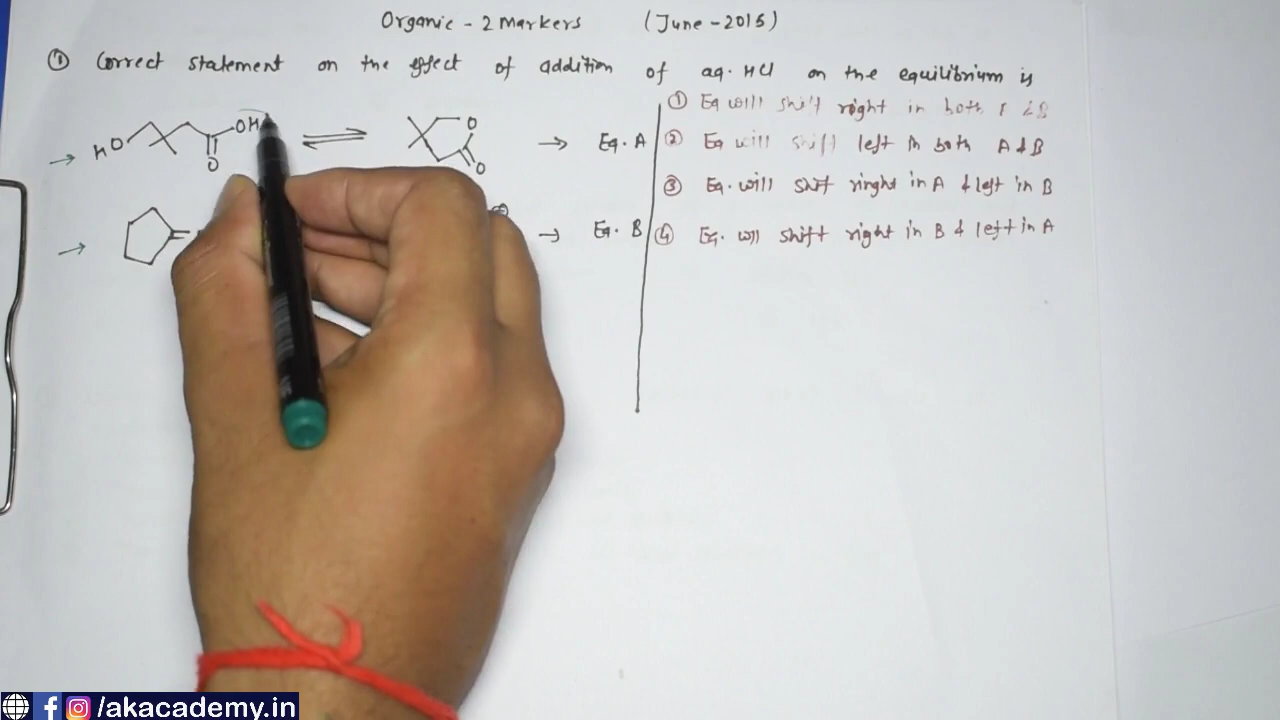 Organic - 2 Markers (June - 2015)
① Correct statement on the effect of addition of aq. HCl on the equilibrium is
HO OH O ⇌ O O → Eq. A
→ Eq. B
① Eq will shift right in both & B
② Eq will shift left in both A & B
③ Eq. will shift ringht in A & left in B
④ Eq. will shift right in B & left in A
/akacademy.in